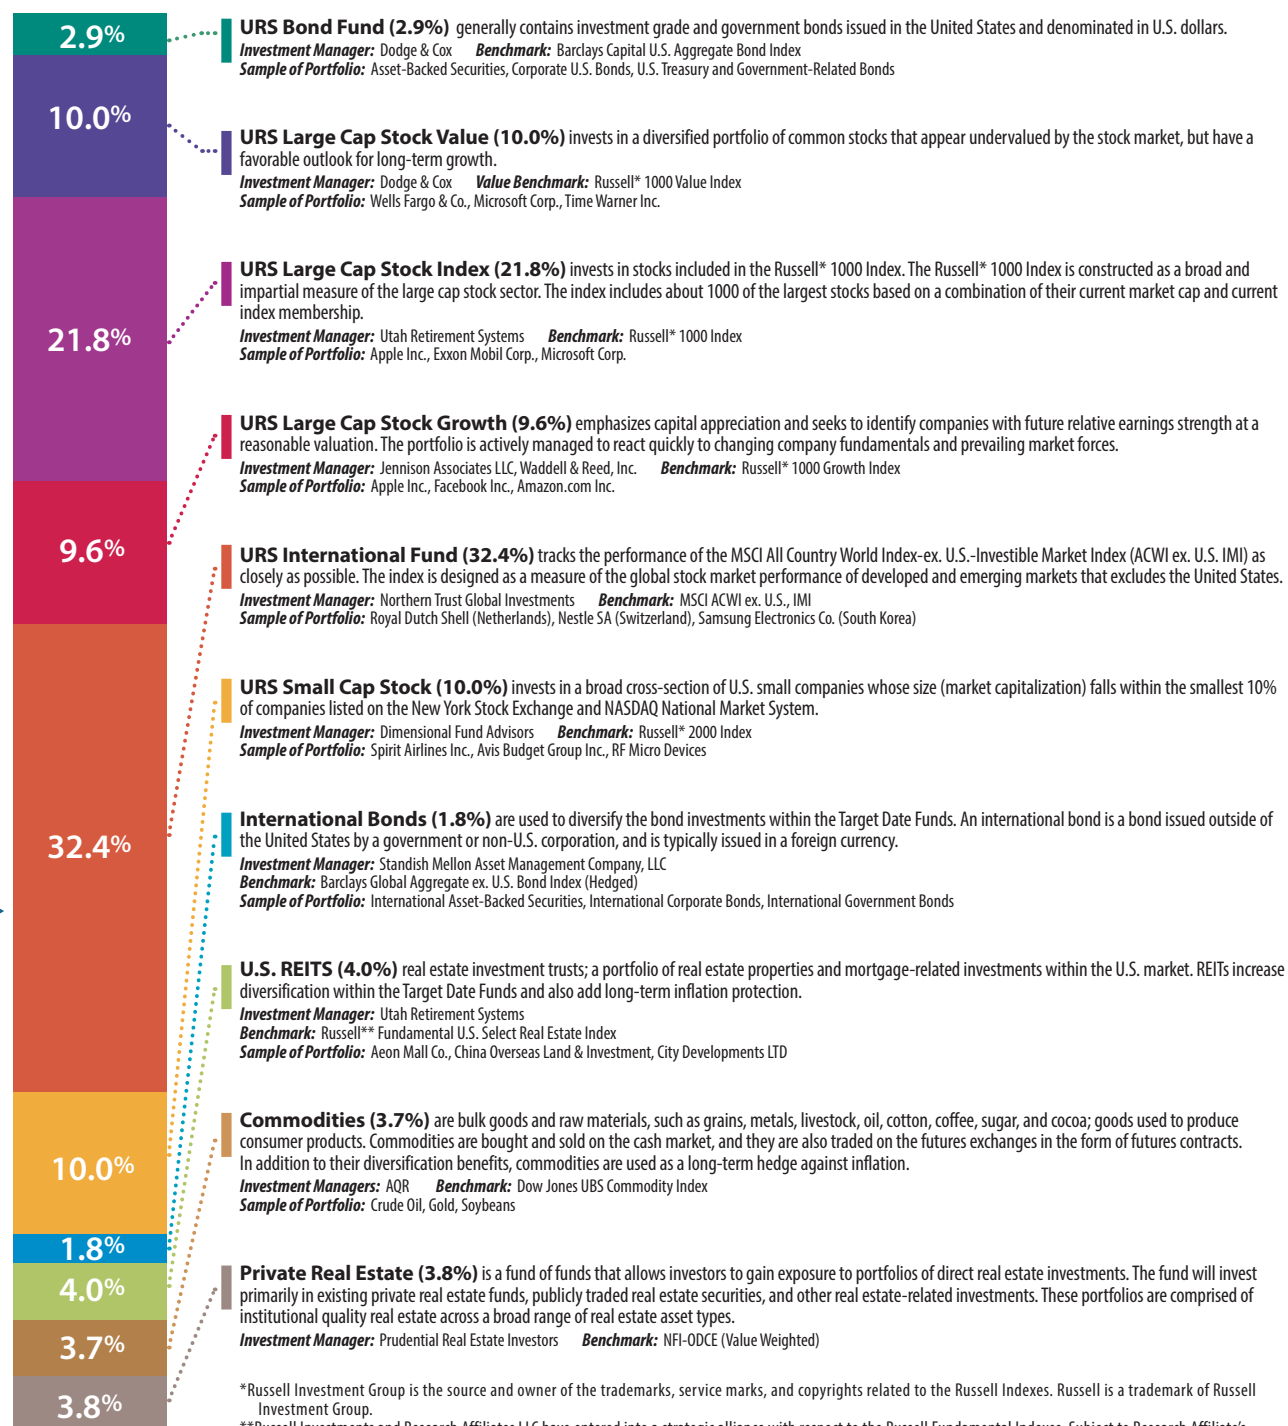 2.9%
10.0%
21.8%
9.6%
32.4%
10.0%
1.8%
4.0%
3.7%
3.8%
URS Bond Fund (2.9%) generally contains investment grade and government bonds issued in the United States and denominated in U.S. dollars.
Investment Manager: Dodge & Cox Benchmark: Barclays Capital U.S. Aggregate Bond Index
Sample of Portfolio: Asset-Backed Securities, Corporate U.S. Bonds, U.S. Treasury and Government-Related Bonds
URS Large Cap Stock Value (10.0%) invests in a diversified portfolio of common stocks that appear undervalued by the stock market, but have a
favorable outlook for long-term growth.
Investment Manager: Dodge & Cox Value Benchmark: Russell* 1000 Value Index
Sample of Portfolio: Wells Fargo & Co., Microsoft Corp., Time Warner Inc.
URS Large Cap Stock Index (21.8%) invests in stocks included in the Russell* 1000 Index. The Russell* 1000 Index is constructed as a broad and
impartial measure of the large cap stock sector. The index includes about 1000 of the largest stocks based on a combination of their current market cap and current
index membership.
Investment Manager: Utah Retirement Systems Benchmark: Russell* 1000 Index
Sample of Portfolio: Apple Inc., Exxon Mobil Corp., Microsoft Corp.
URS Large Cap Stock Growth (9.6%) emphasizes capital appreciation and seeks to identify companies with future relative earnings strength at a
reasonable valuation. The portfolio is actively managed to react quickly to changing company fundamentals and prevailing market forces.
Investment Manager: Jennison Associates LLC, Waddell & Reed, Inc. Benchmark: Russell* 1000 Growth Index
Sample of Portfolio: Apple Inc., Facebook Inc., Amazon.com Inc.
URS International Fund (32.4%) tracks the performance of the MSCI All Country World Index-ex. U.S.-Investible Market Index (ACWI ex. U.S. IMI) as
closely as possible. The index is designed as a measure of the global stock market performance of developed and emerging markets that excludes the United States.
Investment Manager: Northern Trust Global Investments Benchmark: MSCI ACWI ex. U.S., IMI
Sample of Portfolio: Royal Dutch Shell (Netherlands), Nestle SA (Switzerland), Samsung Electronics Co. (South Korea)
URS Small Cap Stock (10.0%) invests in a broad cross-section of U.S. small companies whose size (market capitalization) falls within the smallest 10%
of companies listed on the New York Stock Exchange and NASDAQ National Market System.
Investment Manager: Dimensional Fund Advisors Benchmark: Russell* 2000 Index
Sample of Portfolio: Spirit Airlines Inc., Avis Budget Group Inc., RF Micro Devices
International Bonds (1.8%) are used to diversify the bond investments within the Target Date Funds. An international bond is a bond issued outside of
the United States by a government or non-U.S. corporation, and is typically issued in a foreign currency.
Investment Manager: Standish Mellon Asset Management Company, LLC
Benchmark: Barclays Global Aggregate ex. U.S. Bond Index (Hedged)
Sample of Portfolio: International Asset-Backed Securities, International Corporate Bonds, International Government Bonds
U.S. REITS (4.0%) real estate investment trusts; a portfolio of real estate properties and mortgage-related investments within the U.S. market. REITs increase
diversification within the Target Date Funds and also add long-term inflation protection.
Investment Manager: Utah Retirement Systems
Benchmark: Russell** Fundamental U.S. Select Real Estate Index
Sample of Portfolio: Aeon Mall Co., China Overseas Land & Investment, City Developments LTD
Commodities (3.7%) are bulk goods and raw materials, such as grains, metals, livestock, oil, cotton, coffee, sugar, and cocoa; goods used to produce
consumer products. Commodities are bought and sold on the cash market, and they are also traded on the futures exchanges in the form of futures contracts.
In addition to their diversification benefits, commodities are used as a long-term hedge against inflation.
Investment Managers: AQR Benchmark: Dow Jones UBS Commodity Index
Sample of Portfolio: Crude Oil, Gold, Soybeans
Private Real Estate (3.8%) is a fund of funds that allows investors to gain exposure to portfolios of direct real estate investments. The fund will invest
primarily in existing private real estate funds, publicly traded real estate securities, and other real estate-related investments. These portfolios are comprised of
institutional quality real estate across a broad range of real estate asset types.
Investment Manager: Prudential Real Estate Investors Benchmark: NFI-ODCE (Value Weighted)
*Russell Investment Group is the source and owner of the trademarks, service marks, and copyrights related to the Russell Indexes. Russell is a trademark of Russell
Investment Group.
**Russell Investments and Research Affiliates LLC have entered into a strategic alliance with respect to the Russell Fundamental Indexes. Subject to Research Affiliate's